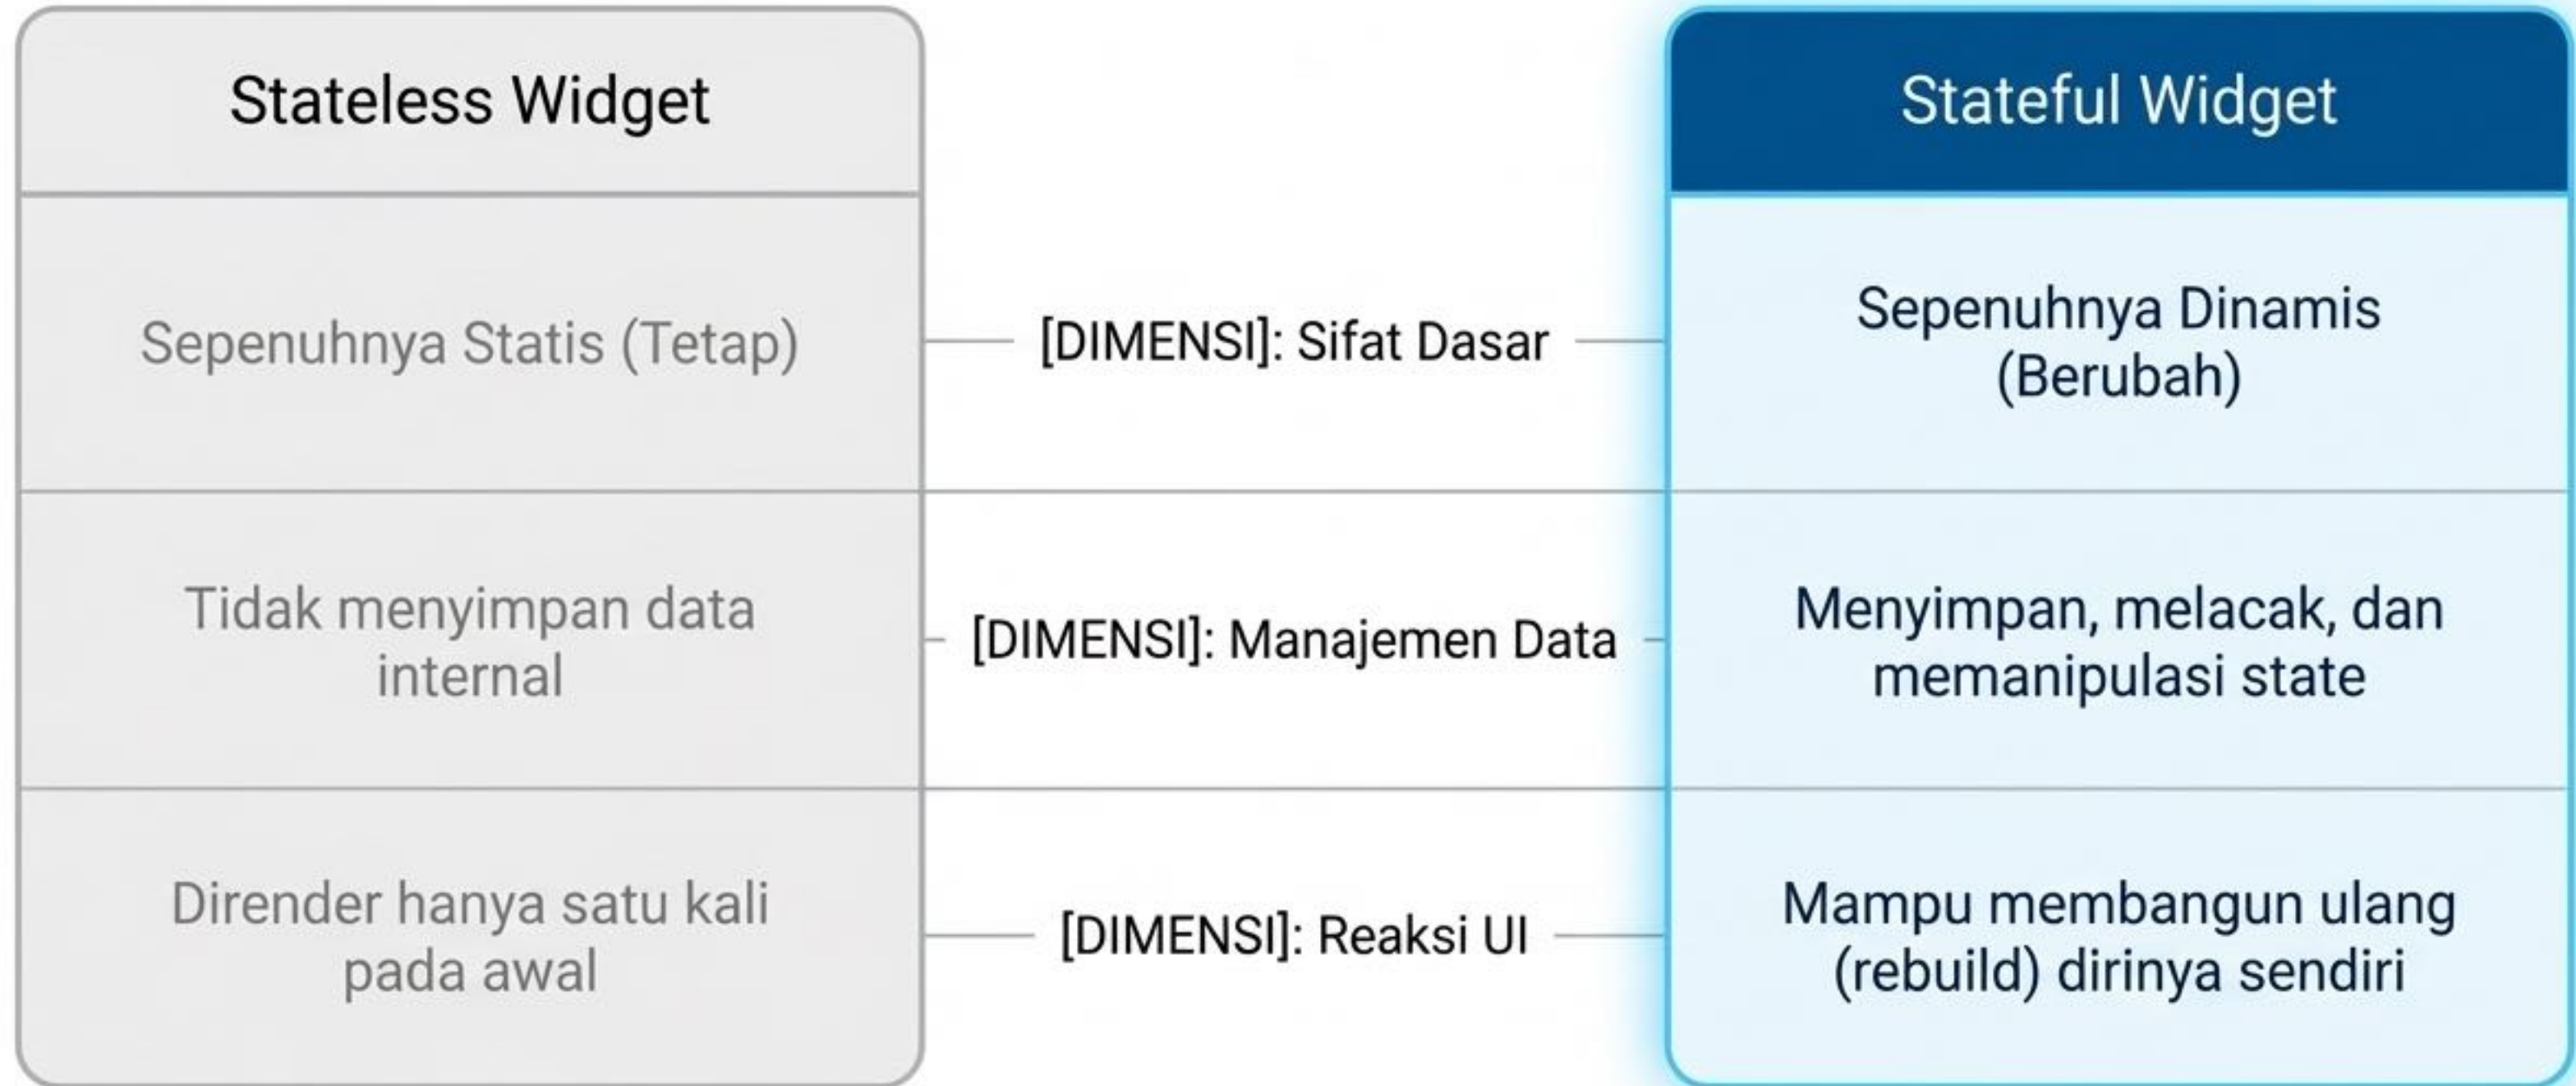 Stateless Widget
Stateful Widget
Sepenuhnya Statis (Tetap)
[DIMENSI]: Sifat Dasar
Sepenuhnya Dinamis
(Berubah)
Tidak menyimpan data
internal
[DIMENSI]: Manajemen Data
Menyimpan, melacak, dan
memanipulasi state
Dirender hanya satu kali
pada awal
[DIMENSI]: Reaksi UI
Mampu membangun ulang
(rebuild) dirinya sendiri